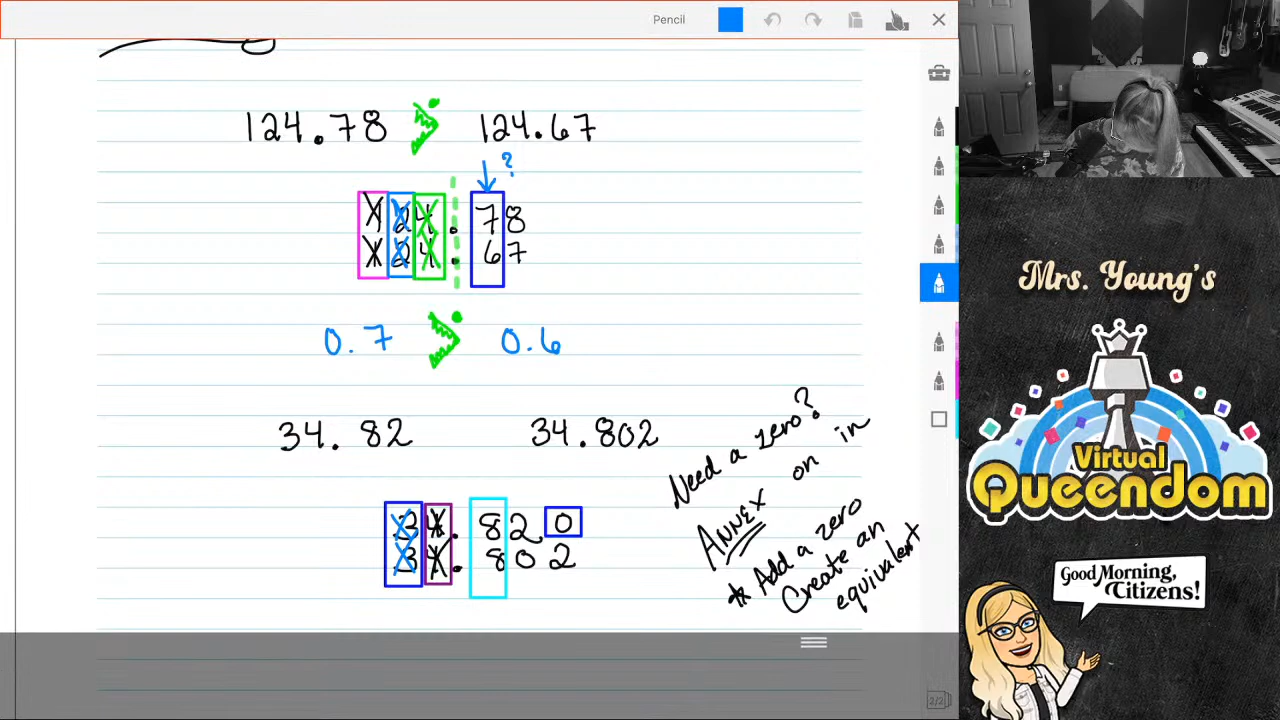 Pencil
124.78 > 124.67
?
124.78
124.67
0.7 > 0.6
34.82 34.802
34.820
34.802
Need a zero?
ANNEX on in
* Add a zero
Create an
equivalent
2/2
Mrs. Young's
Virtual
Queendom
Good Morning,
Citizens!